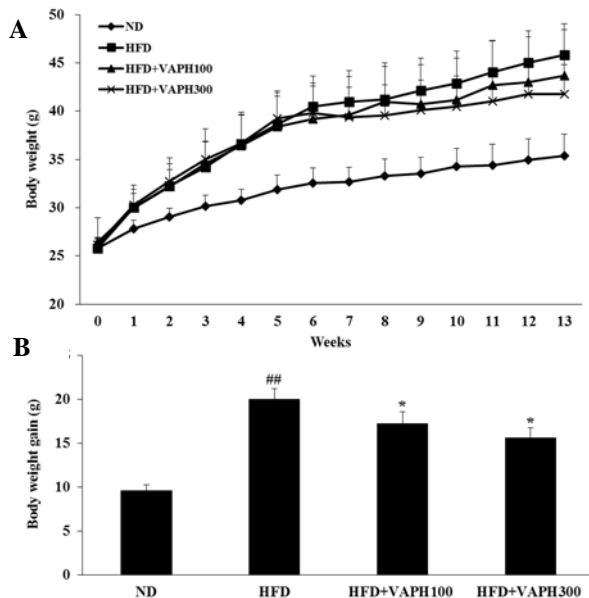 A
ND
HFD
HFD+VAPH100
HFD+VAPH300
Body weight (g)
50
45
40
35
30
25
20
0 1 2 3 4 5 6 7 8 9 10 11 12 13
Weeks
B
Body weight gain (g)
20
15
10
5
0
##
*
*
ND HFD HFD+VAPH100 HFD+VAPH300